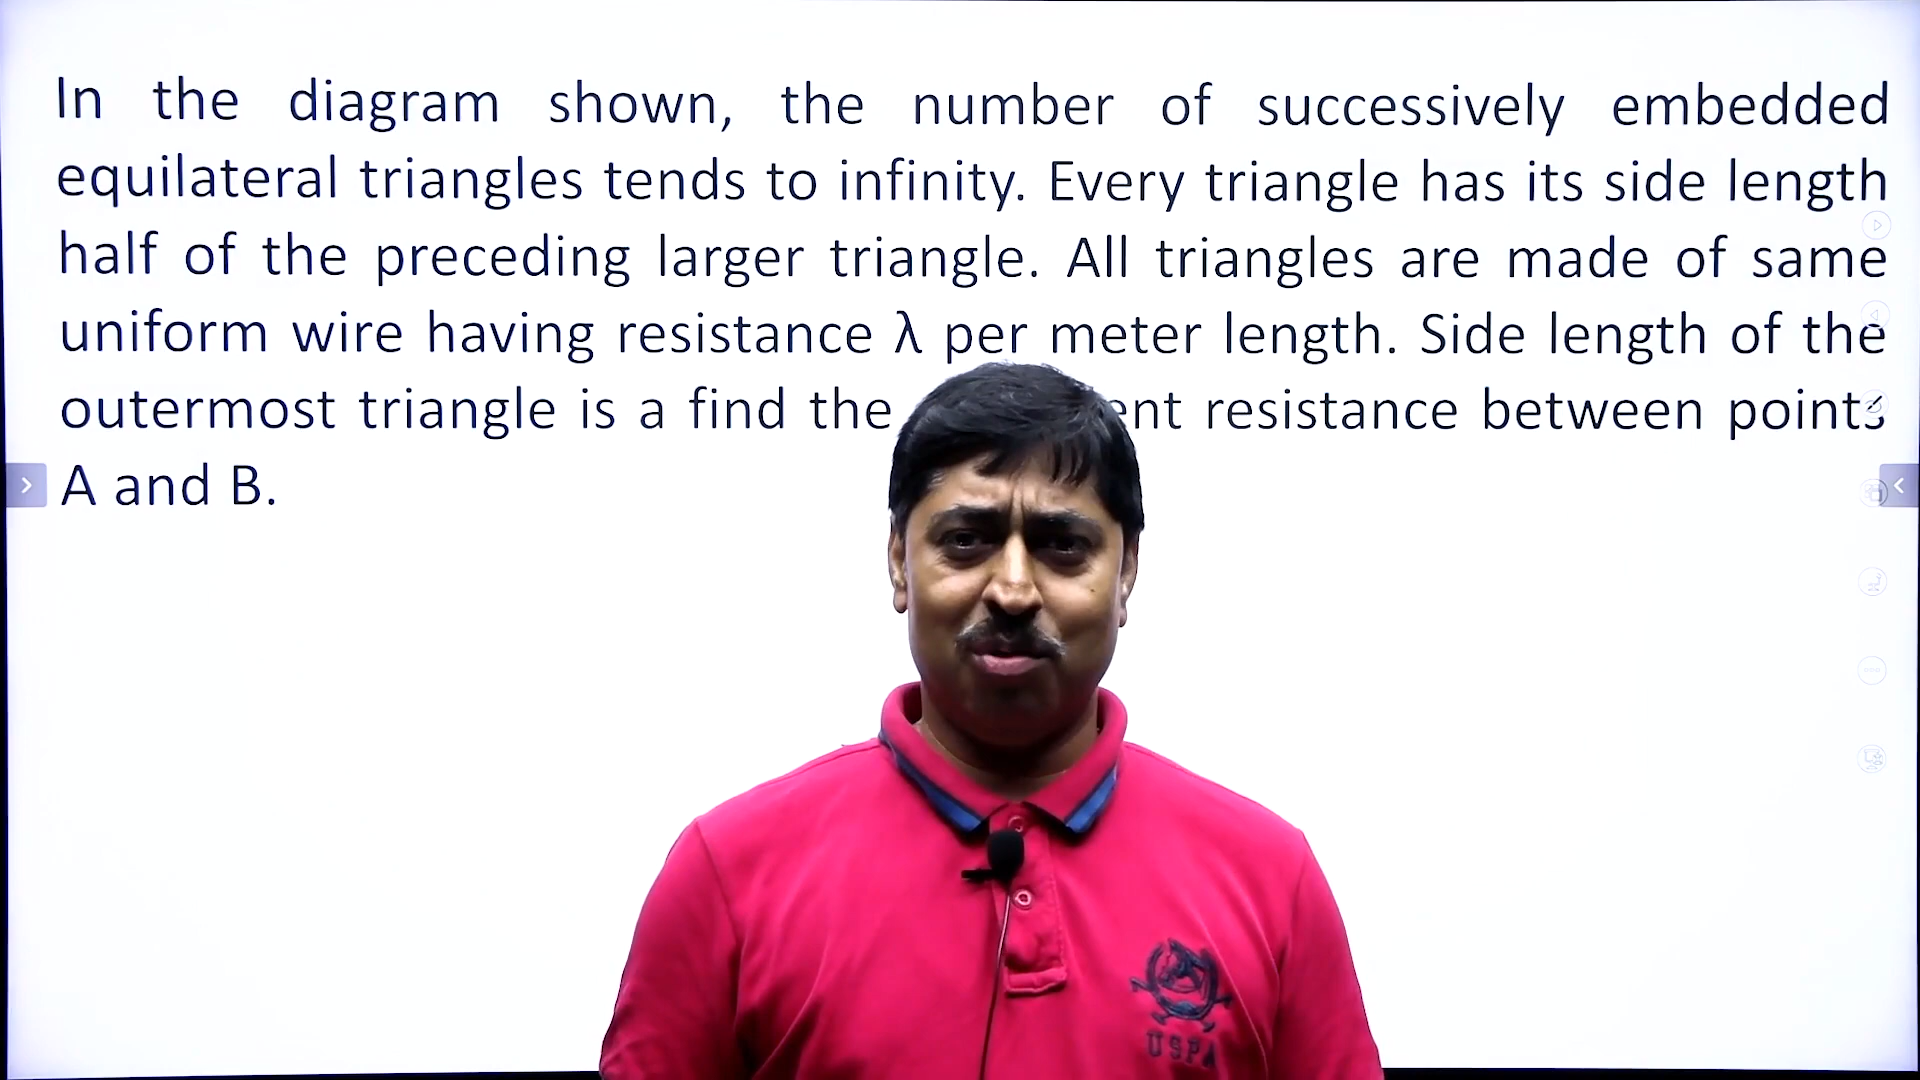 In the diagram shown, the number of successively embedded
equilateral triangles tends to infinity. Every triangle has its side length
half of the preceding larger triangle. All triangles are made of same
uniform wire having resistance λ per meter length. Side length of the
outermost triangle is a find the resistance between points
A and B.
USPA